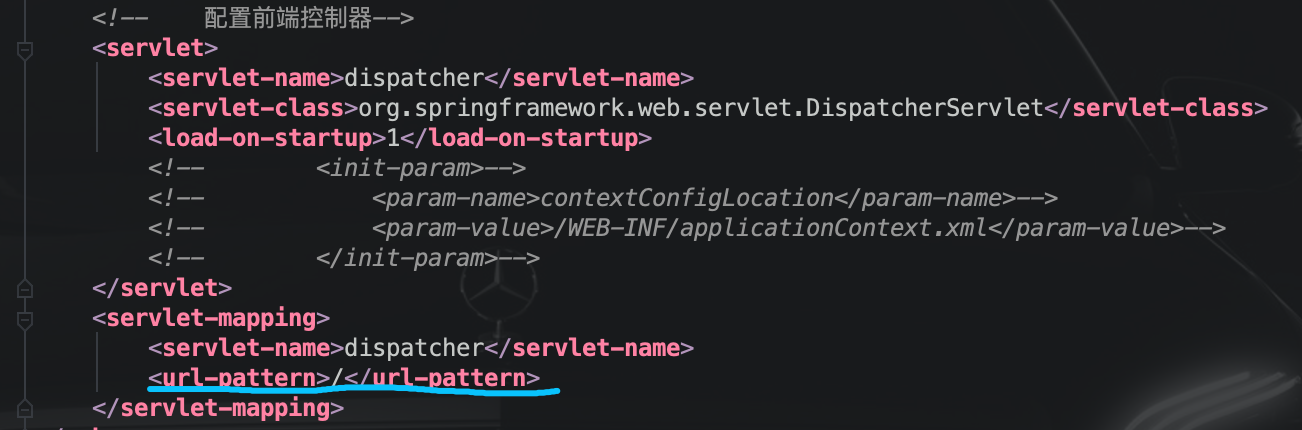 <!-- 配置前端控制器-->
<servlet>
<servlet-name>dispatcher</servlet-name>
<servlet-class>org.springframework.web.servlet.DispatcherServlet</servlet-class>
<load-on-startup>1</load-on-startup>
<!-- <init-param>-->
<!-- <param-name>contextConfigLocation</param-name>-->
<!-- <param-value>/WEB-INF/applicationContext.xml</param-value>-->
<!-- </init-param>-->
</servlet>
<servlet-mapping>
<servlet-name>dispatcher</servlet-name>
<url-pattern>/</url-pattern>
</servlet-mapping>